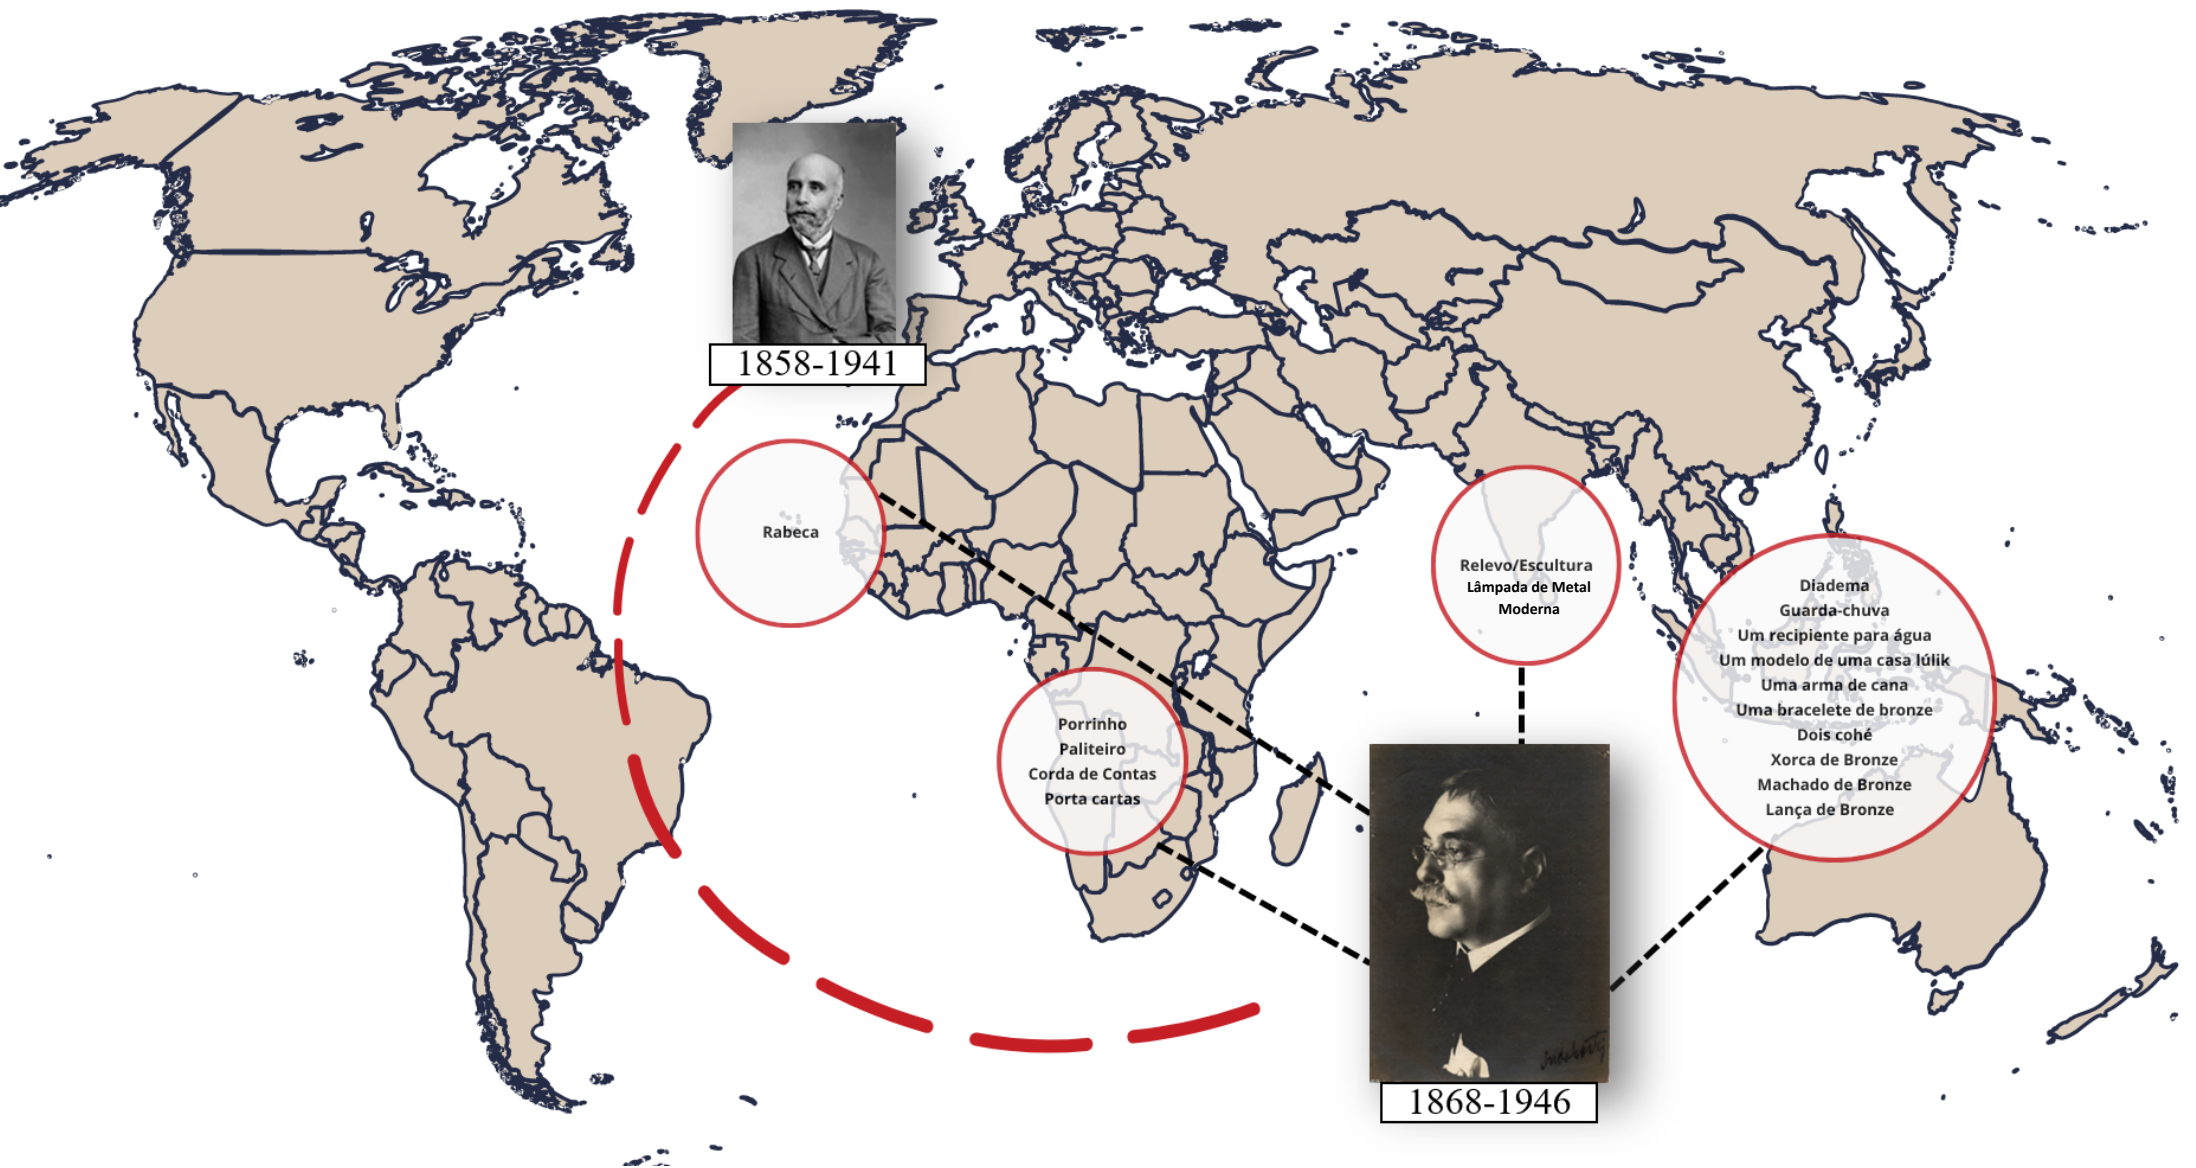 1858-1941
Rabeca
Porrinho
Paliteiro
Corda de Contas
Porta cartas
Relevo/Escultura
Lâmpada de Metal
Moderna
Diadema
Guarda-chuva
Um recipiente para água
Um modelo de uma casa lúlik
Uma arma de cana
Uma bracelete de bronze
Dois cohé
Xorca de Bronze
Machado de Bronze
Lança de Bronze
1868-1946